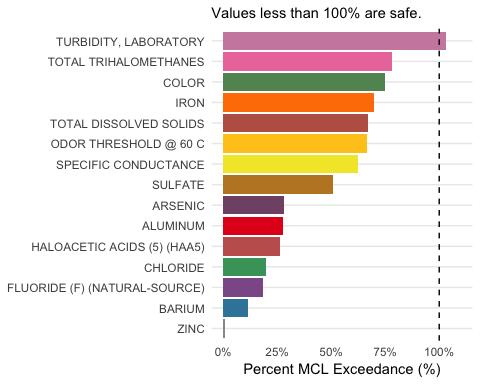 Values less than 100% are safe.
TURBIDITY, LABORATORY
TOTAL TRIHALOMETHANES
COLOR
IRON
TOTAL DISSOLVED SOLIDS
ODOR THRESHOLD @ 60 C
SPECIFIC CONDUCTANCE
SULFATE
ARSENIC
ALUMINUM
HALOACETIC ACIDS (5) (HAA5)
CHLORIDE
FLUORIDE (F) (NATURAL-SOURCE)
BARIUM
ZINC
0% 25% 50% 75% 100%
Percent MCL Exceedance (%)